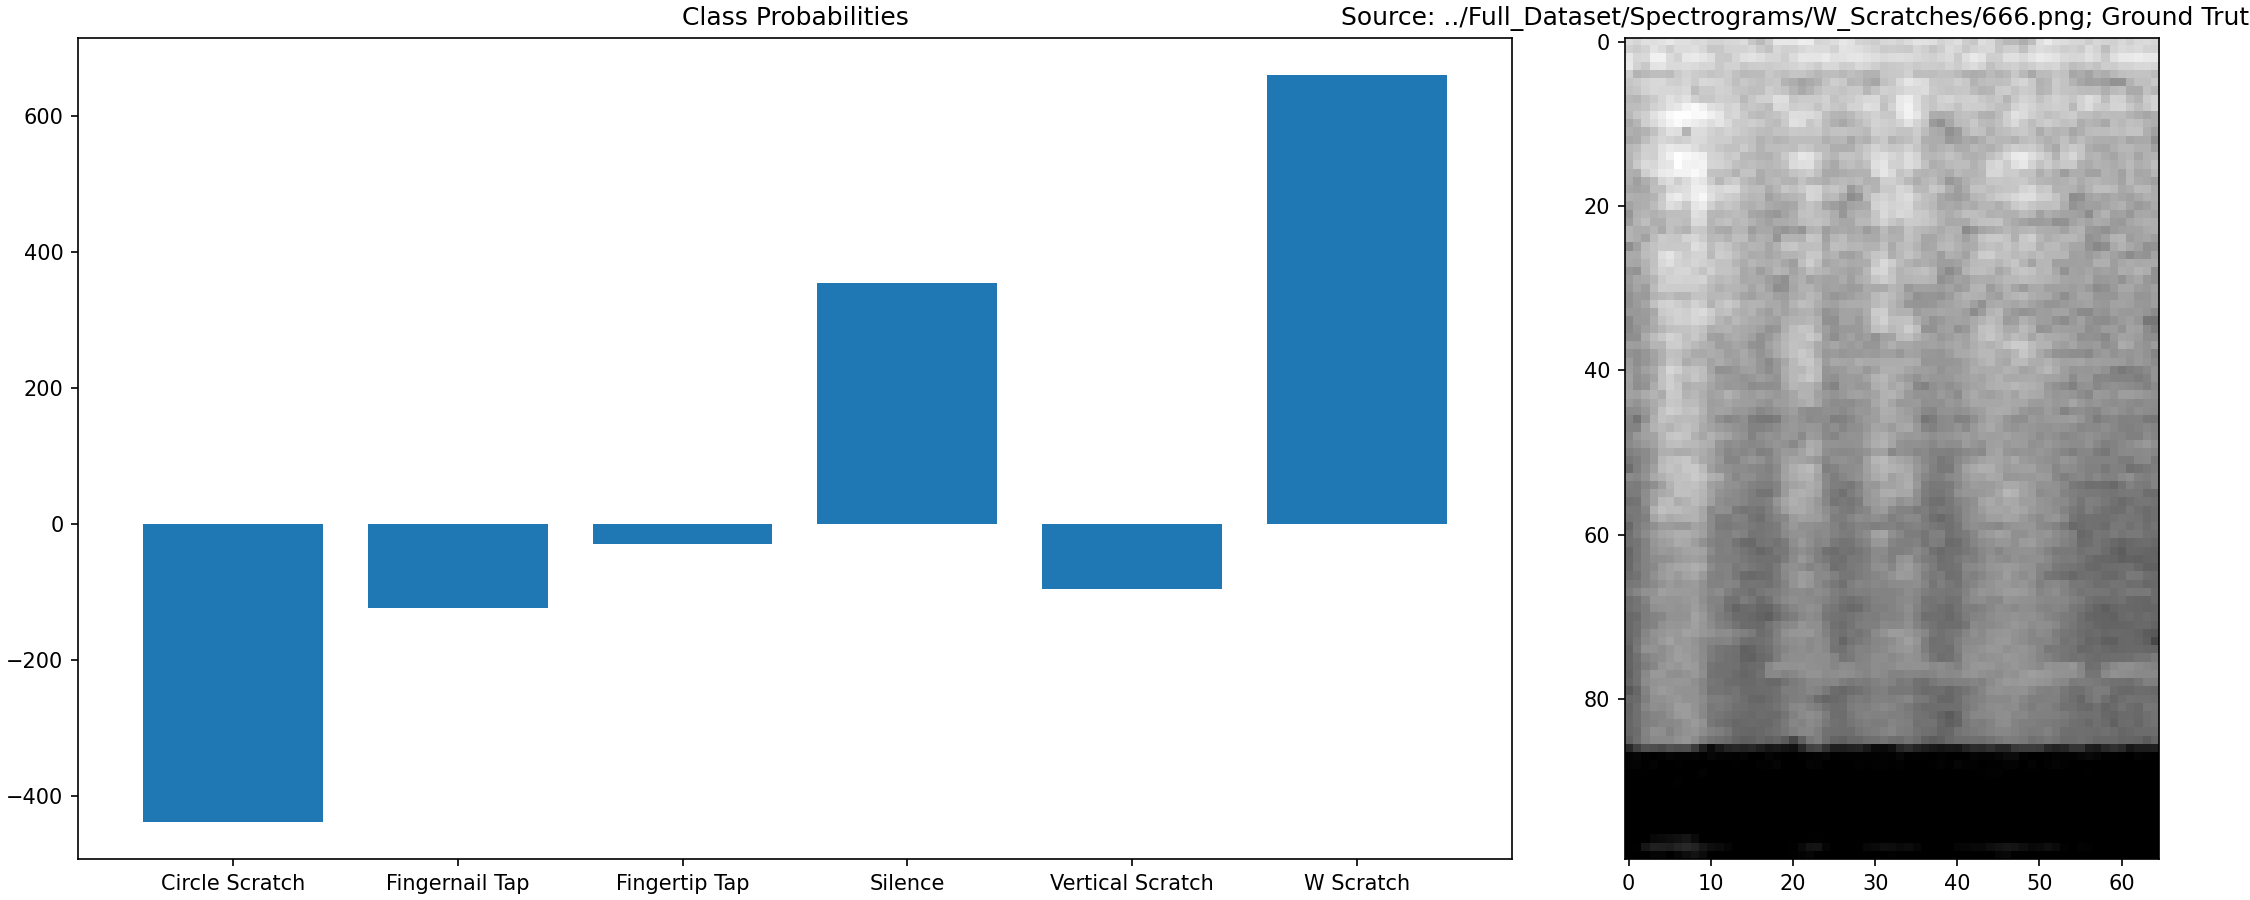 Class Probabilities
Source: ../Full_Dataset/Spectrograms/W_Scratches/666.png; Ground Trut
600
400
200
0
−200
−400
Circle Scratch Fingernail Tap Fingertip Tap Silence Vertical Scratch W Scratch
0
20
40
60
80
0 10 20 30 40 50 60